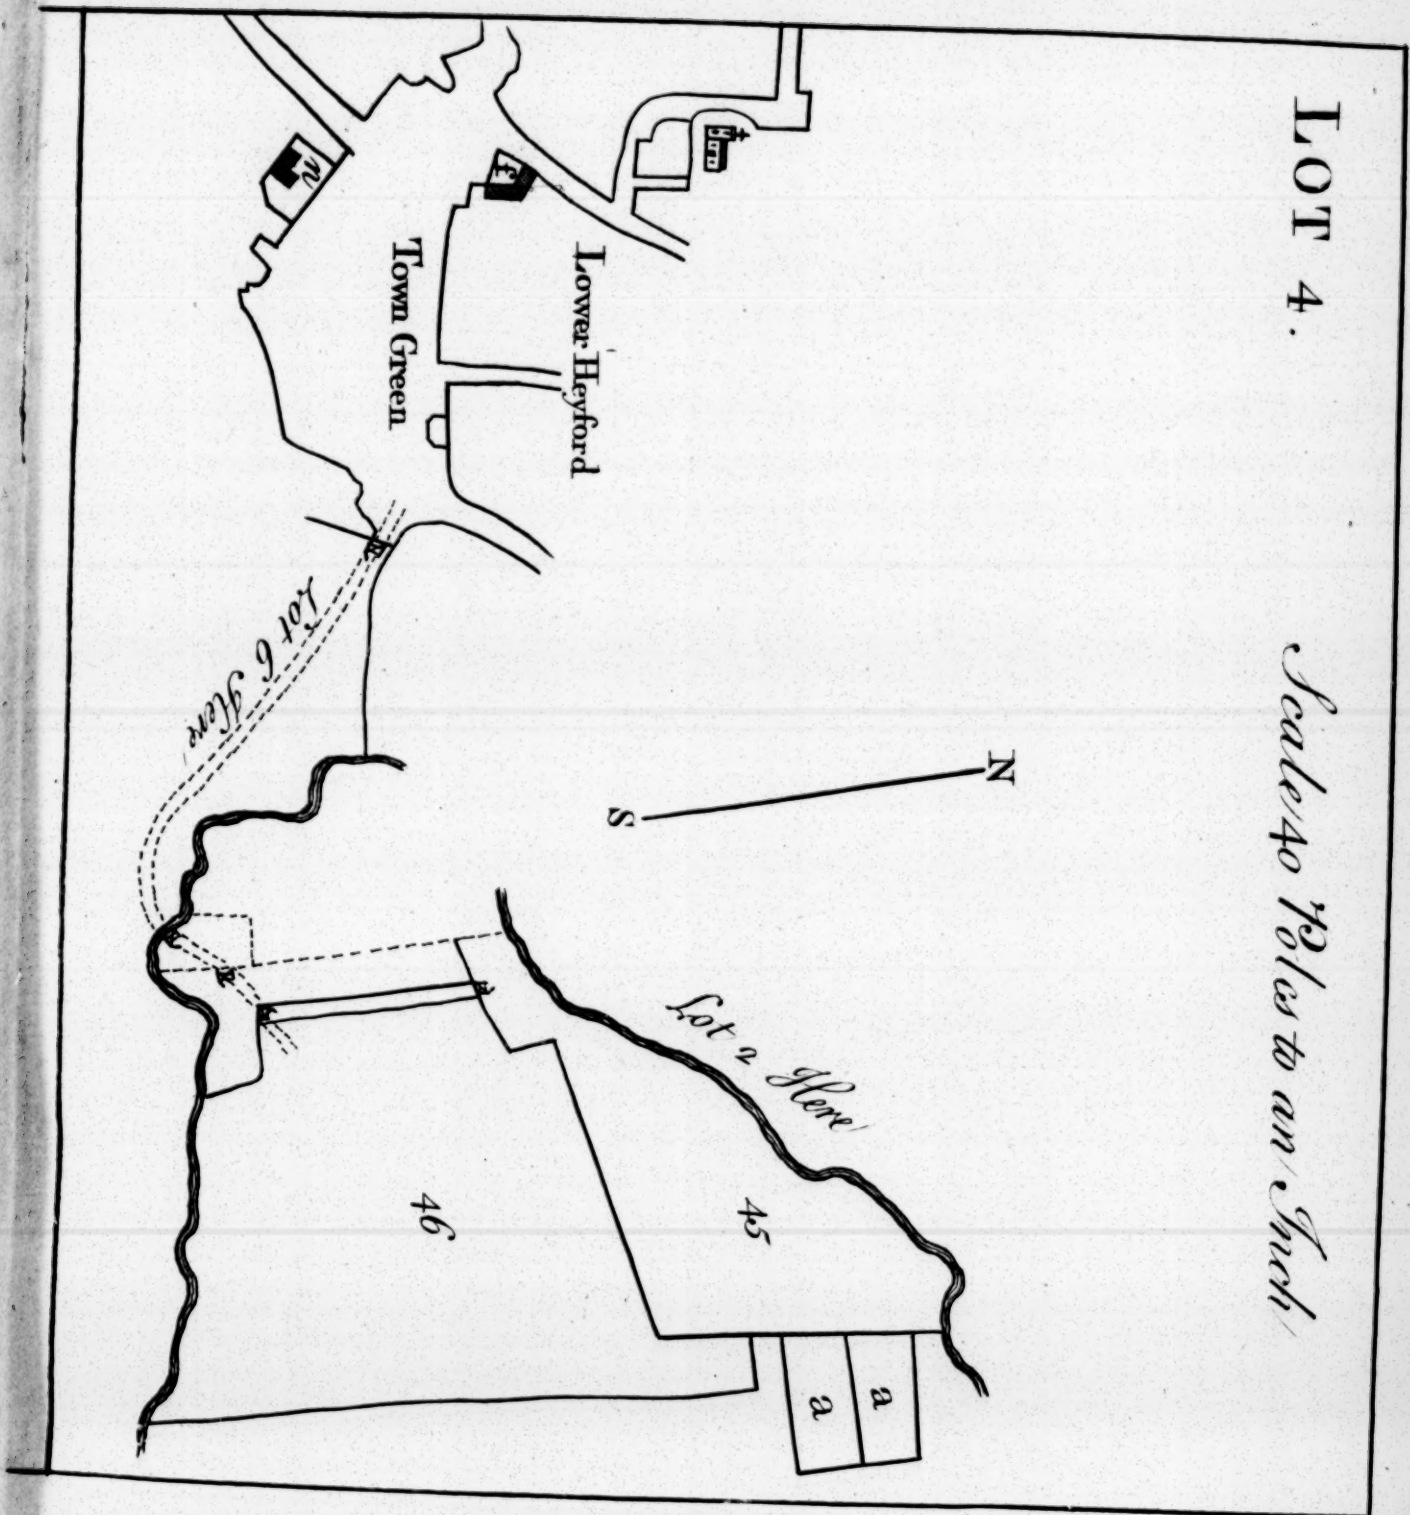 LOT 4.
Scale 40 Poles to an Inch
N
S
Lower Heyford
Town Green
f
m
Lot 6 Here
Lot 2 Here
45
46
a
a